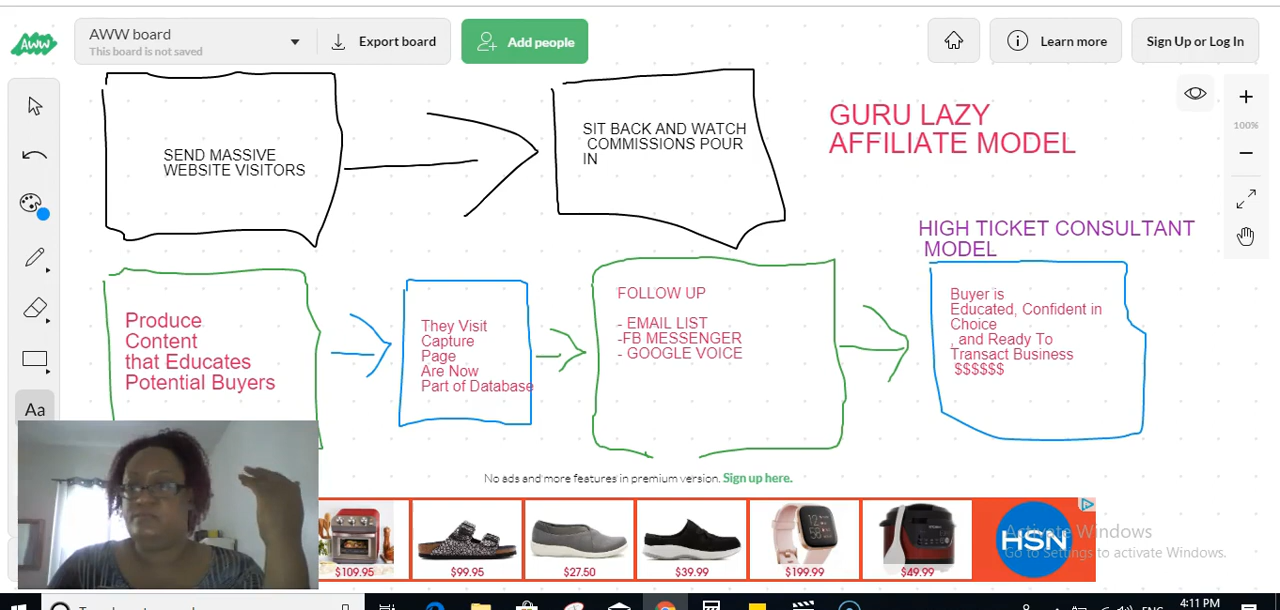 AWW
AWW board
This board is not saved
Export board
Add people
Learn more
Sign Up or Log In
100%
SEND MASSIVE
WEBSITE VISITORS
SIT BACK AND WATCH
COMMISSIONS POUR
IN
GURU LAZY
AFFILIATE MODEL
HIGH TICKET CONSULTANT
MODEL
Produce
Content
that Educates
Potential Buyers
They Visit
Capture
Page
Are Now
Part of Database
FOLLOW UP
- EMAIL LIST
-FB MESSENGER
- GOOGLE VOICE
Buyer is
Educated, Confident in
Choice
, and Ready To
Transact Business
$$$$$$
Aa
No ads and more features in premium version. Sign up here.
$109.95
$99.95
$27.50
$39.99
$199.99
$49.99
HSN
Activate Windows
Go to Settings to activate Windows.
ENG
4:11 PM